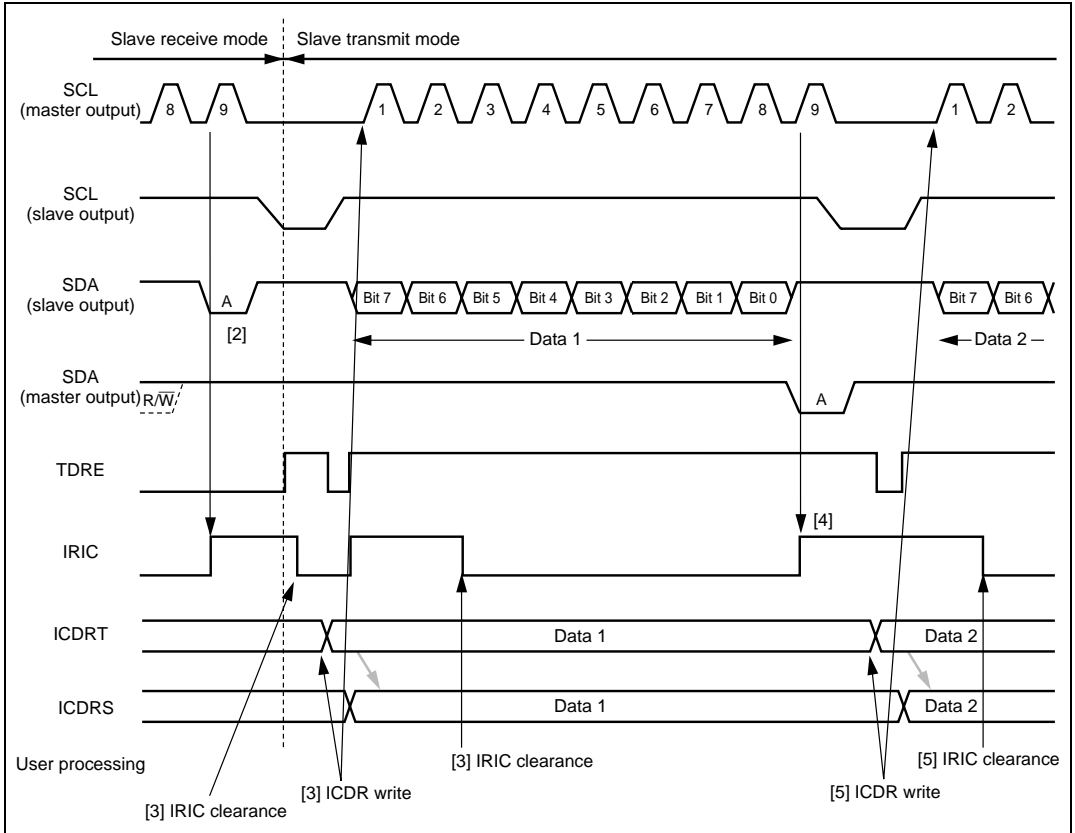 Slave receive mode Slave transmit mode
SCL
(master output)
8 9 1 2 3 4 5 6 7 8 9 1 2
SCL
(slave output)
SDA
(slave output)
A Bit 7 Bit 6 Bit 5 Bit 4 Bit 3 Bit 2 Bit 1 Bit 0 Bit 7 Bit 6
[2]
Data 1 Data 2
SDA
(master output)
R/W̅
A
TDRE
[4]
IRIC
ICDRT Data 1 Data 2
ICDRS Data 1 Data 2
User processing
[3] IRIC clearance
[3] ICDR write
[3] IRIC clearance
[5] ICDR write
[5] IRIC clearance